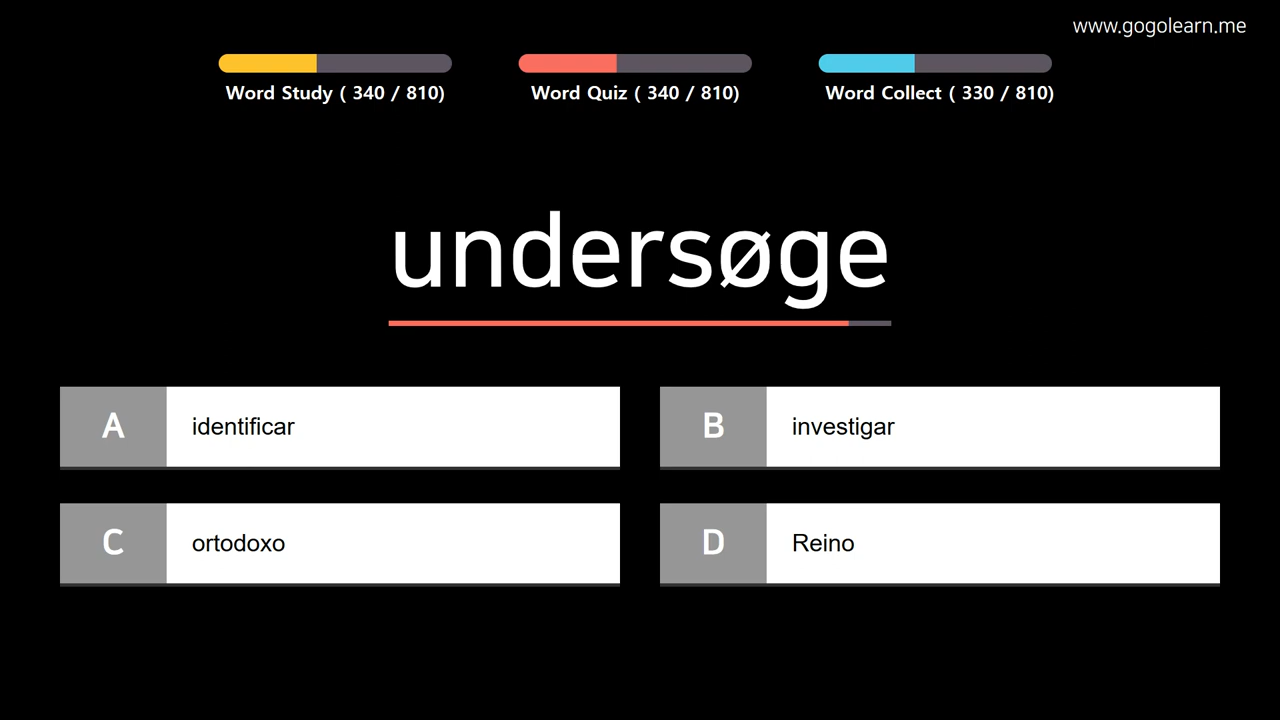 www.gogolearn.me
Word Study ( 340 / 810)
Word Quiz ( 340 / 810)
Word Collect ( 330 / 810)
undersøge
A identificar
B investigar
C ortodoxo
D Reino